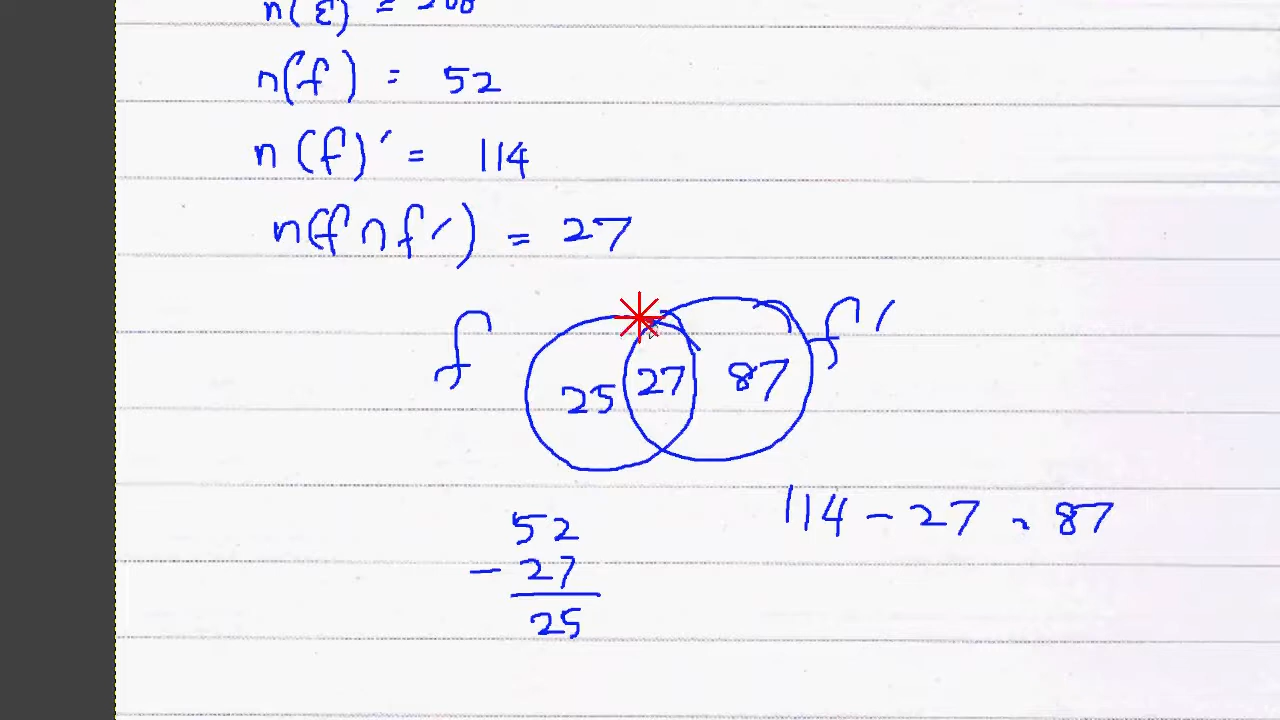 n(ε) = 
n(f) = 52
n(f)′ = 114
n(f∩f′) = 27
f f′
25 27 87
52
114 - 27 = 87
- 27
25